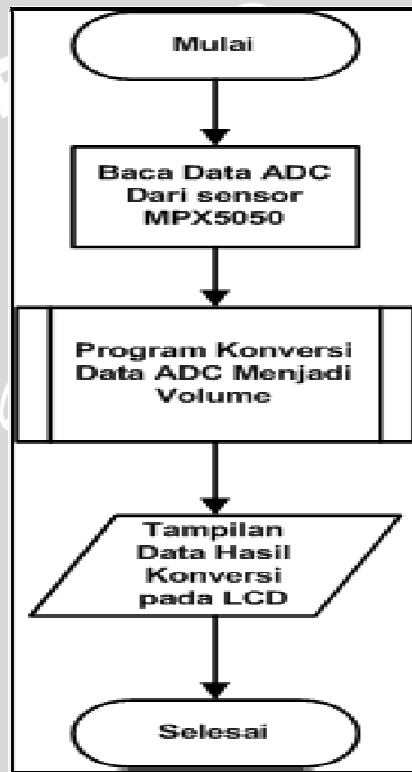 Mulai
Baca Data ADC
Dari sensor
MPX5050
Program Konversi
Data ADC Menjadi
Volume
Tampilan
Data Hasil
Konversi
pada LCD
Selesai